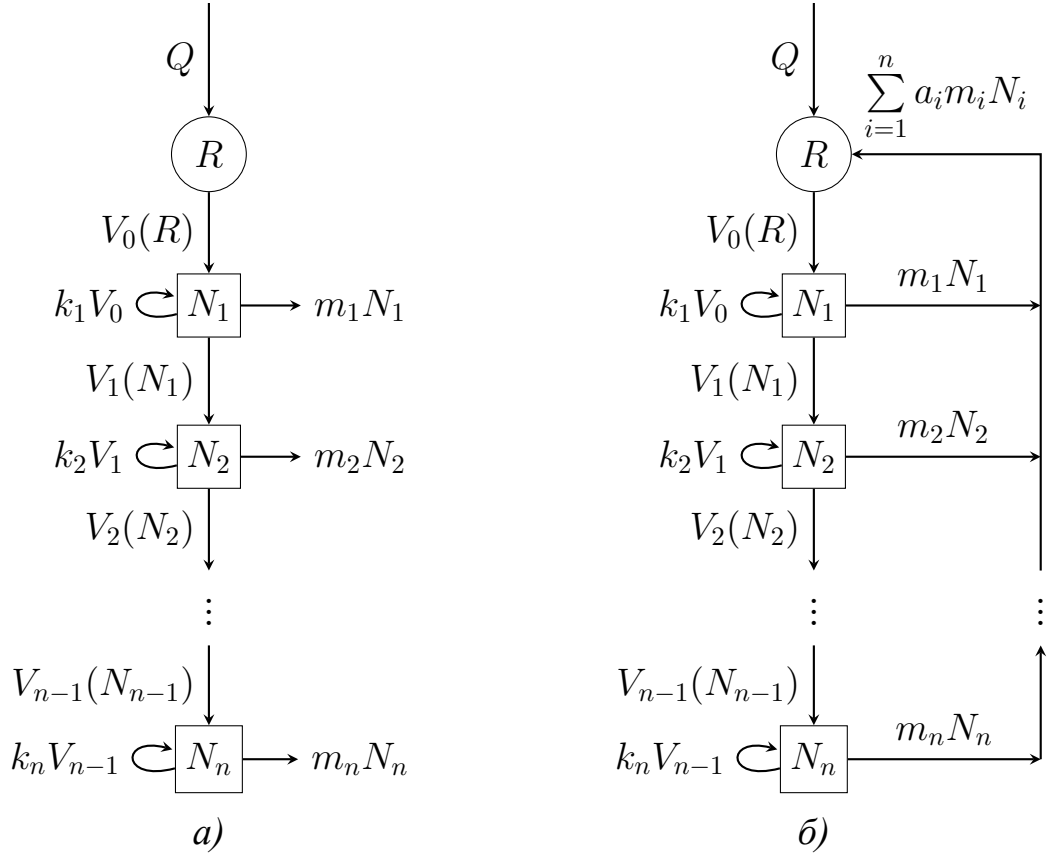 Q
R
V_0(R)
k_1V_0 N_1 m_1N_1
V_1(N_1)
k_2V_1 N_2 m_2N_2
V_2(N_2)
⋮
V_{n−1}(N_{n−1})
k_nV_{n−1} N_n m_nN_n
а)
Q
\sum_{i=1}^{n} a_im_iN_i
R
V_0(R)
m_1N_1
k_1V_0 N_1
V_1(N_1)
m_2N_2
k_2V_1 N_2
V_2(N_2)
⋮ ⋮
V_{n−1}(N_{n−1})
m_nN_n
k_nV_{n−1} N_n
б)